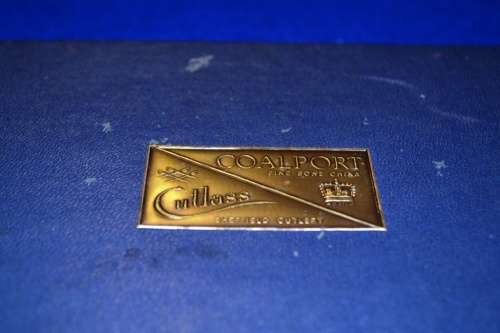 COALPORT
FINE BONE CHINA
Cutlass
SHEFFIELD CUTLERY